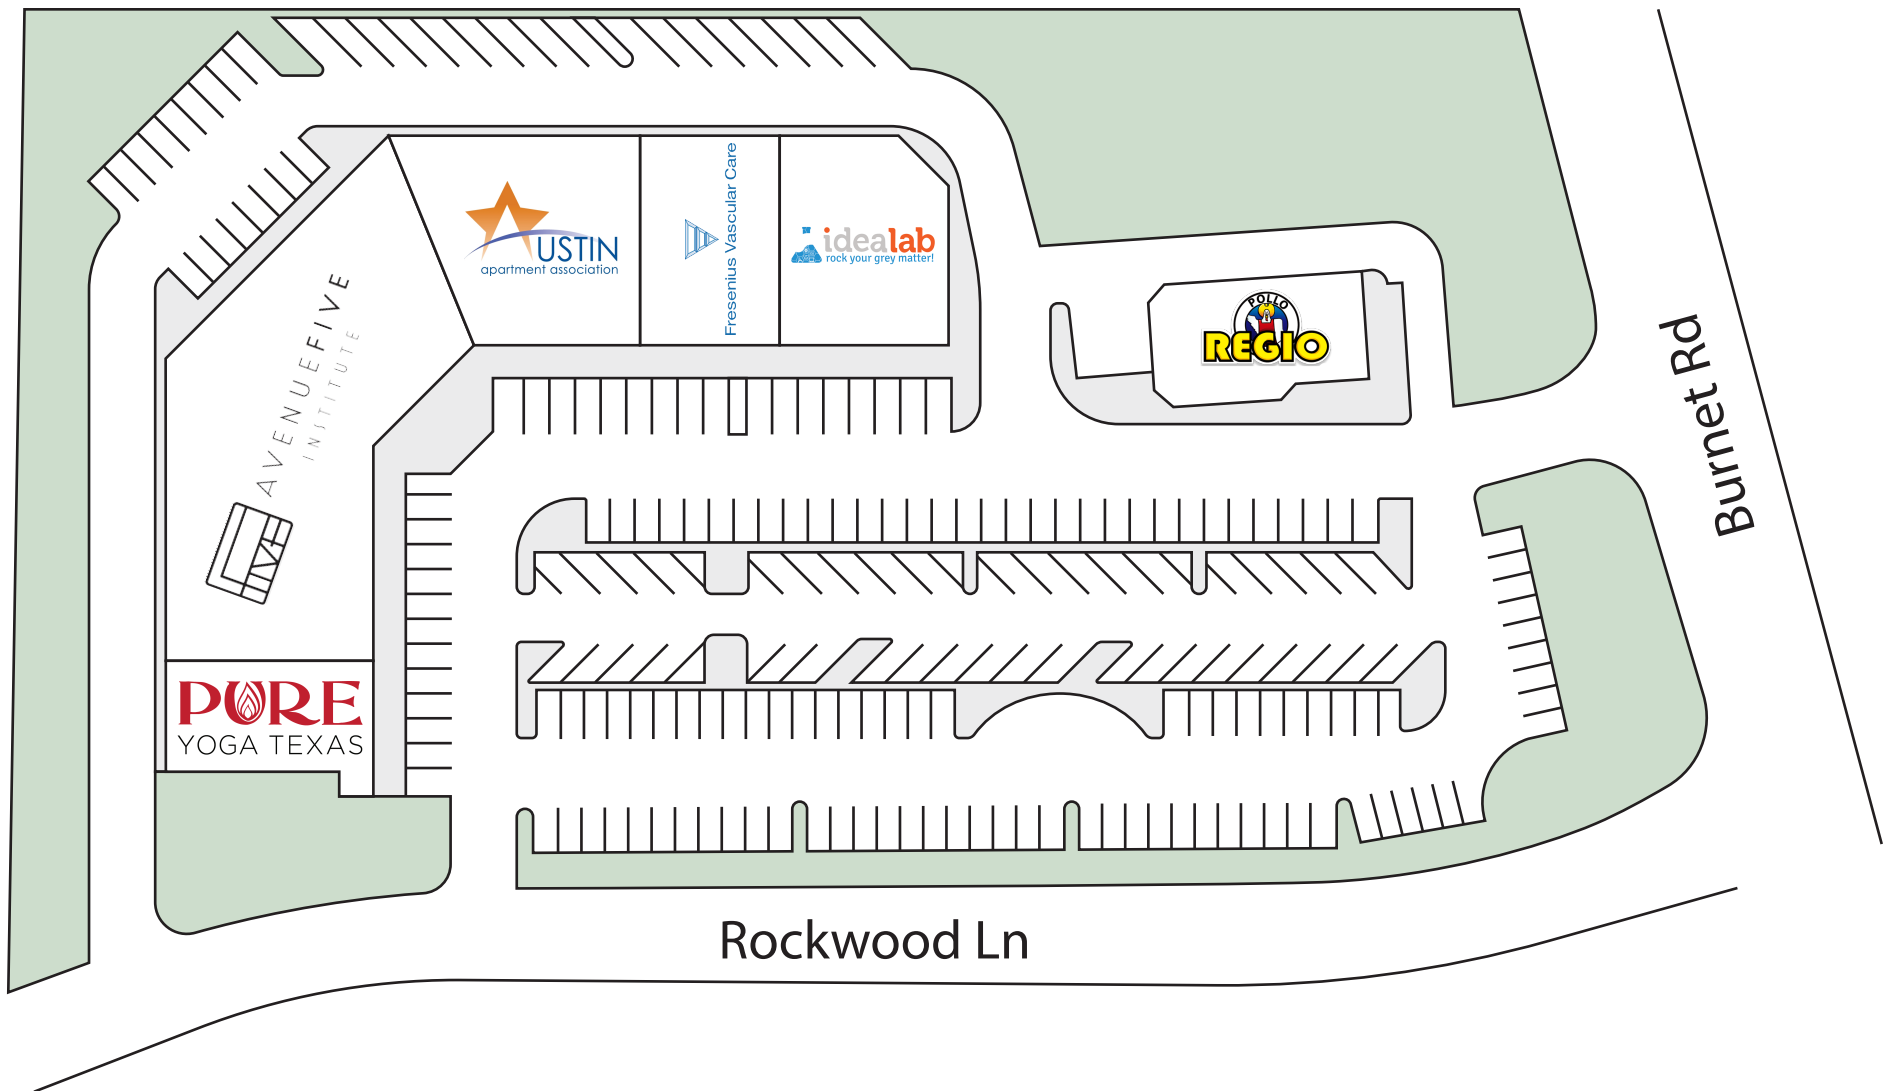 AUSTIN
apartment association
Fresenius Vascular Care
idealab
rock your grey matter!
POLLO
REGIO
AVENUEFIVE
INSTITUTE
PURE
YOGA TEXAS
Burnet Rd
Rockwood Ln